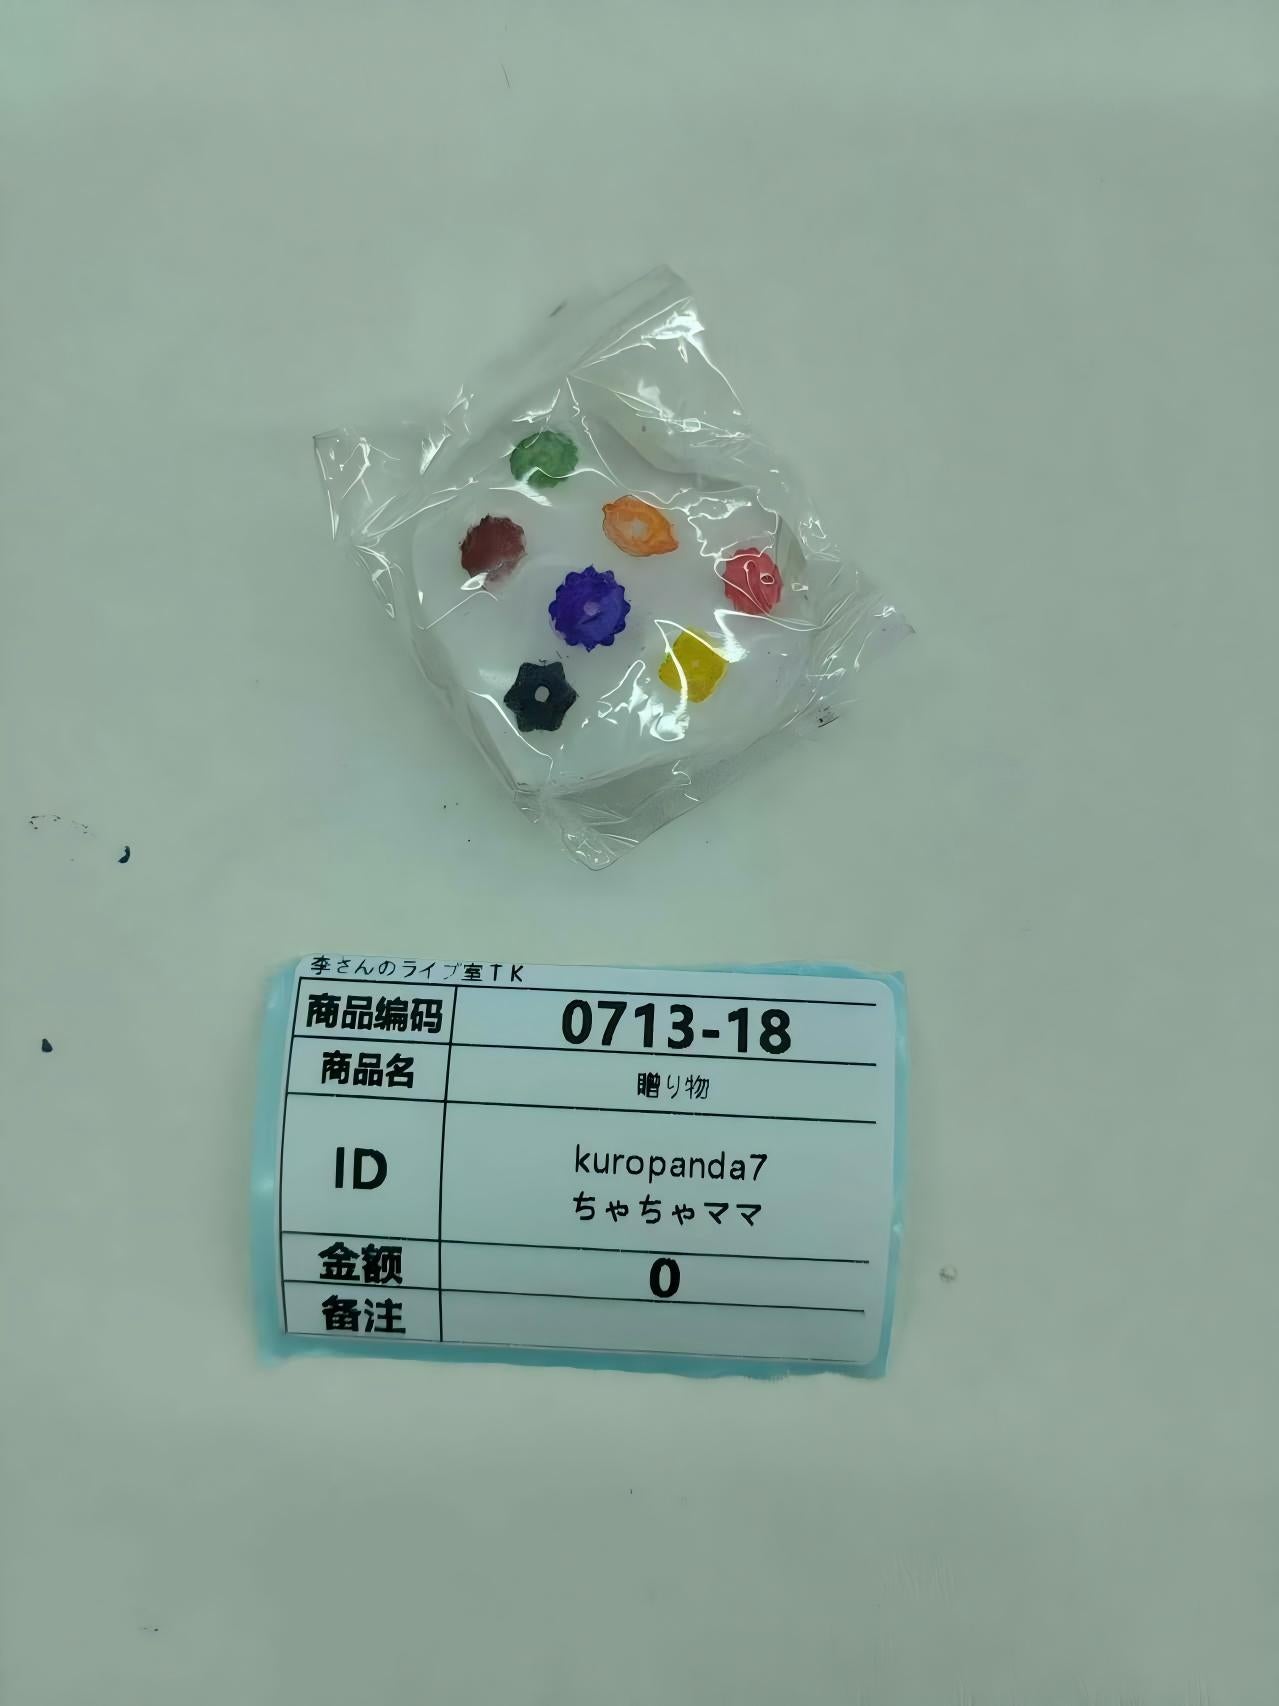 李さんのライブ室TK
商品编码 0713-18
商品名 贈り物
ID kuropanda7
ちゃちゃママ
金额 0
备注